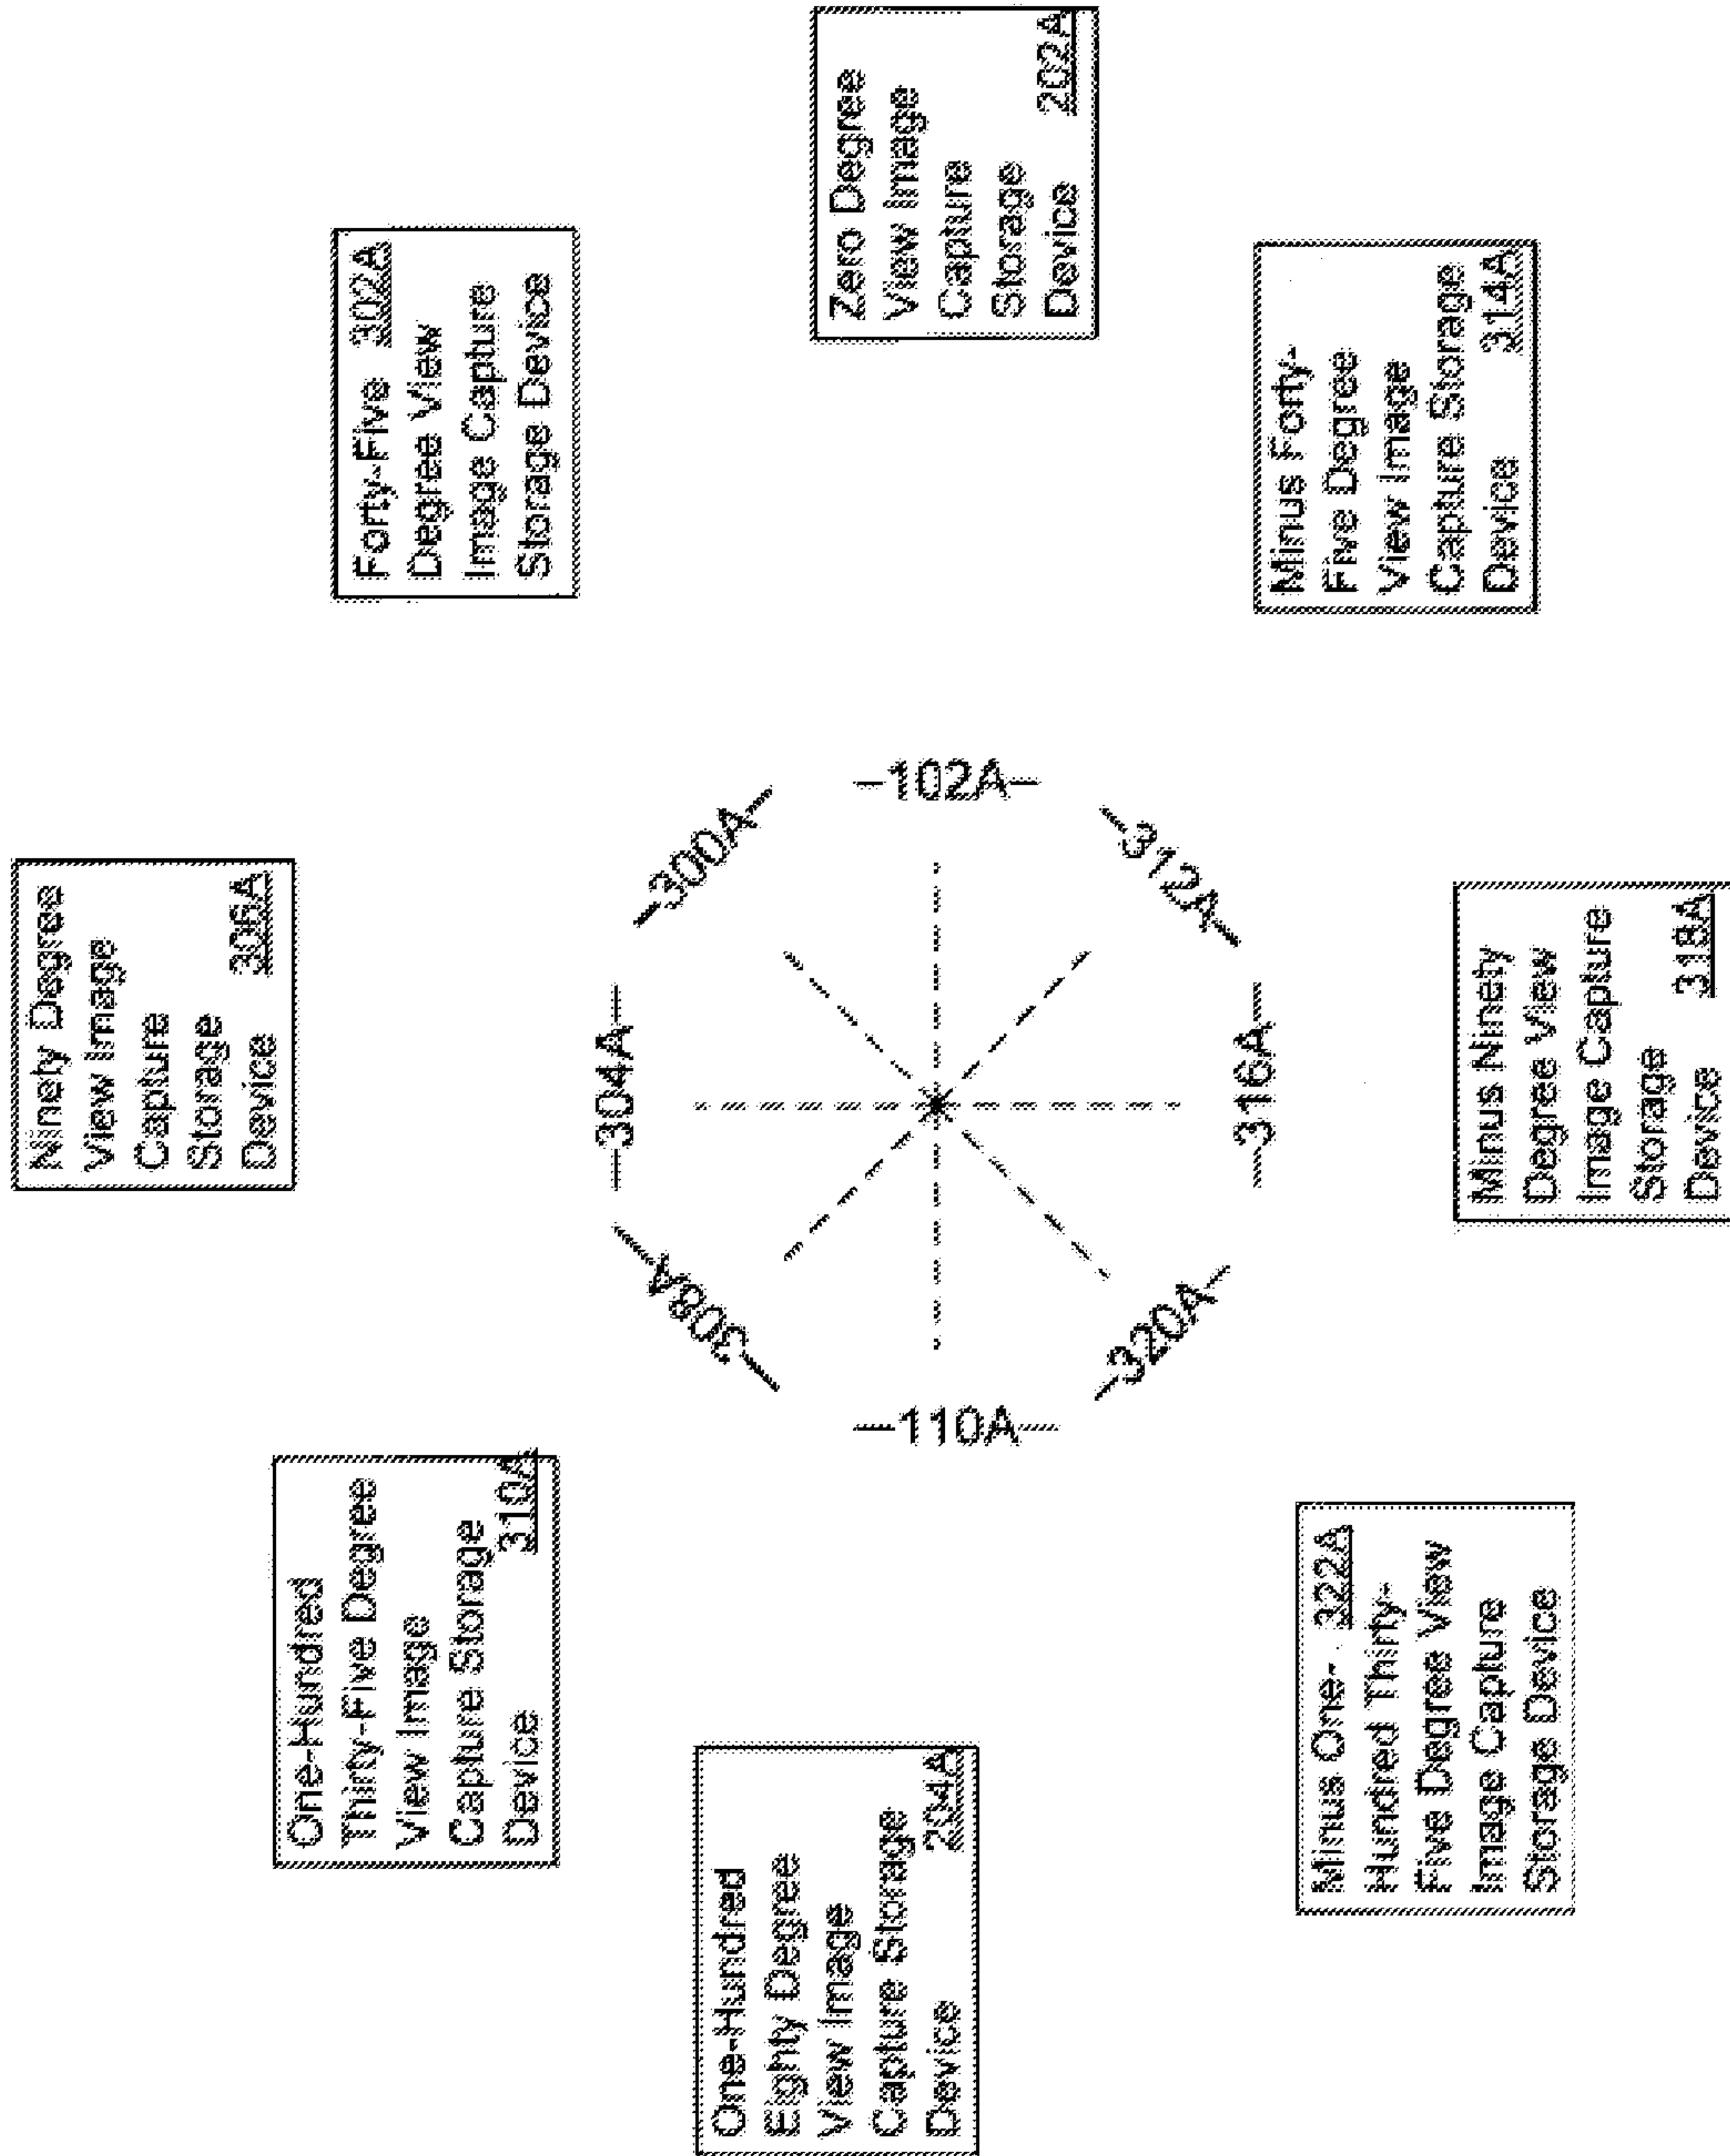 Ninety Degree
View Image
Capture
Storage
Device 306A
Forty-Five 302A
Degree View
Image Capture
Storage Device
Zero Degree
View Image
Capture
Storage
Device 202A
Minus Forty-
Five Degree
View Image
Capture Storage
Device 314A
Minus Ninety
Degree View
Image Capture
Storage
Device 318A
Minus One- 322A
Hundred Thirty-
Five Degree View
Image Capture
Storage Device
One-Hundred
Eighty Degree
View Image
Capture Storage
Device 204A
One-Hundred
Thirty-Five Degree
View Image
Capture Storage
Device 310A
304A
300A
102A
312A
316A
320A
110A
308A